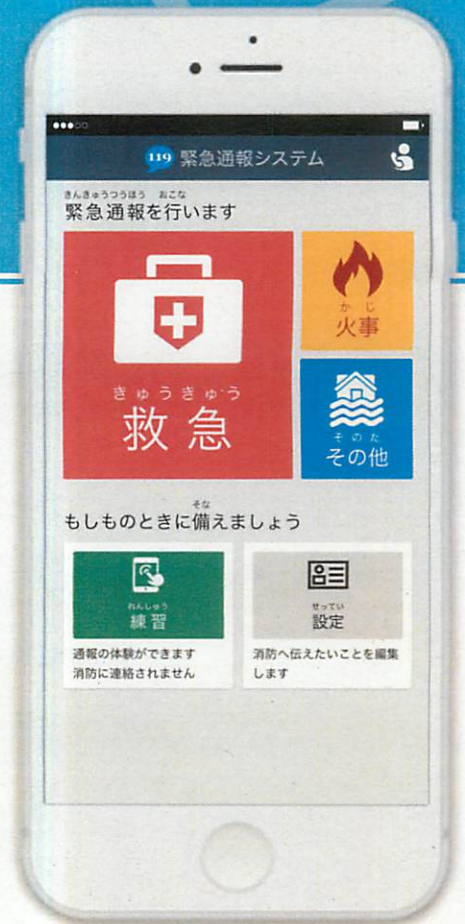 119 緊急通報システム
きんきゅうつうほう おこな
緊急通報を行います
きゅうきゅう
救急
かじ
火事
そのた
その他
そな
もしものときに備えましょう
れんしゅう
練習
通報の体験ができます
消防に連絡されません
せってい
設定
消防へ伝えたいことを編集
します